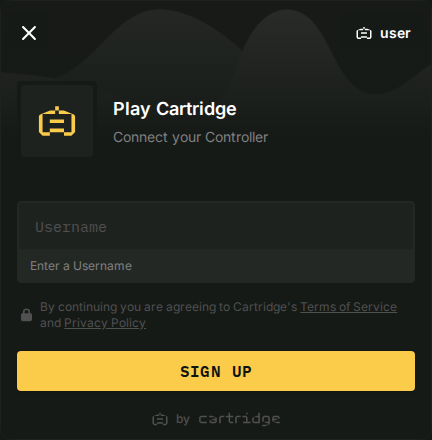 user
Play Cartridge
Connect your Controller
Username
Enter a Username
By continuing you are agreeing to Cartridge's Terms of Service
and Privacy Policy
SIGN UP
by cartridge